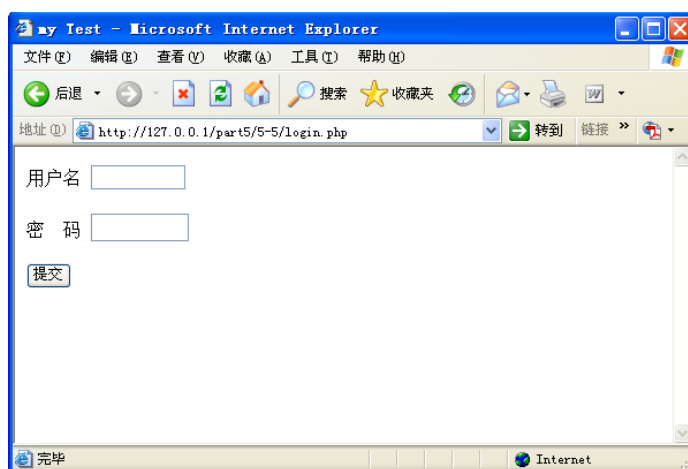 my Test - Microsoft Internet Explorer
文件(F) 编辑(E) 查看(V) 收藏(A) 工具(T) 帮助(H)
后退 搜索 收藏夹
地址(D) http://127.0.0.1/part5/5-5/login.php 转到 链接 »
用户名
密 码
提交
完毕 Internet